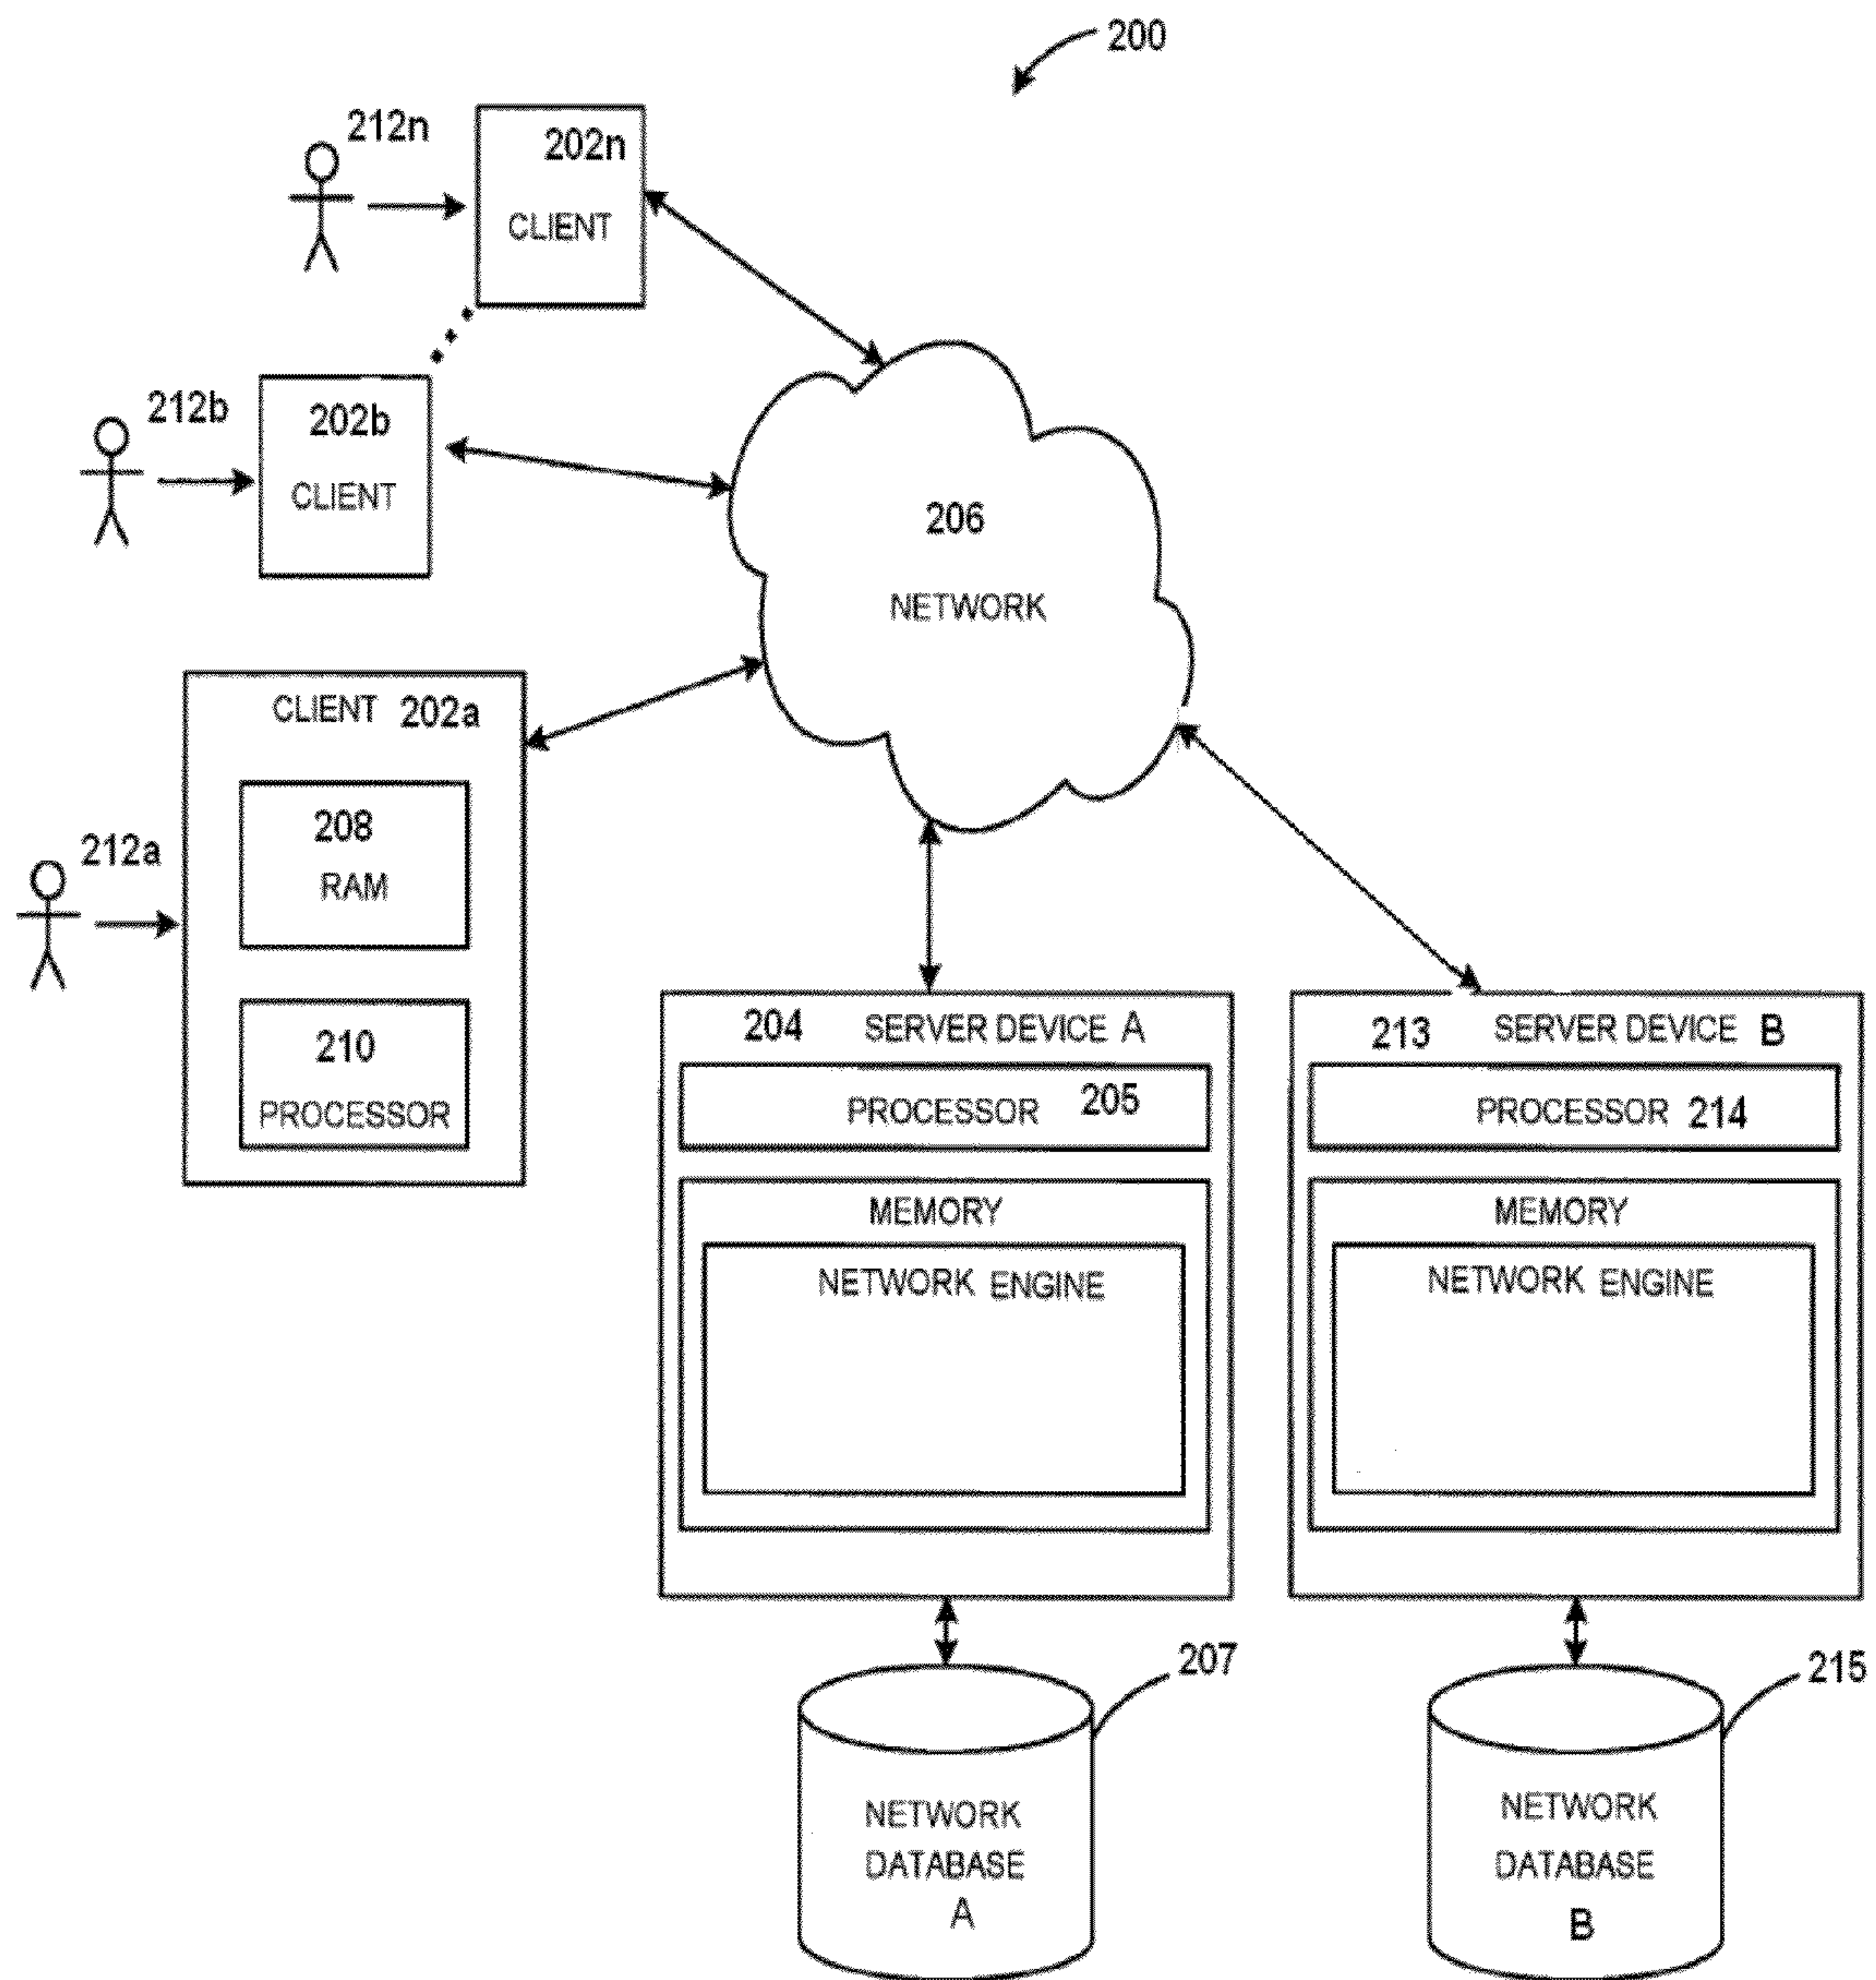 200
212n
202n
CLIENT
212b
202b
CLIENT
206
NETWORK
CLIENT 202a
208
RAM
212a
210
PROCESSOR
204 SERVER DEVICE A
PROCESSOR 205
MEMORY
NETWORK ENGINE
213 SERVER DEVICE B
PROCESSOR 214
MEMORY
NETWORK ENGINE
207
NETWORK
DATABASE
A
215
NETWORK
DATABASE
B